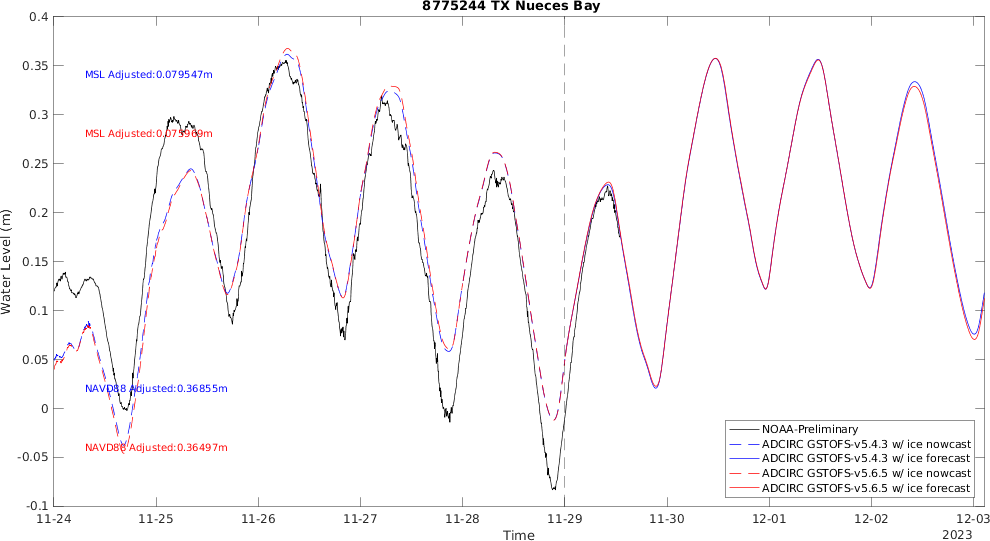 8775244 TX Nueces Bay
0.4
0.35
0.3
0.25
0.2
0.15
0.1
0.05
0
-0.05
-0.1
Water Level (m)
MSL Adjusted:0.079547m
MSL Adjusted:0.075969m
NAVD88 Adjusted:0.36855m
NAVD88 Adjusted:0.36497m
NOAA-Preliminary
ADCIRC GSTOFS-v5.4.3 w/ ice nowcast
ADCIRC GSTOFS-v5.4.3 w/ ice forecast
ADCIRC GSTOFS-v5.6.5 w/ ice nowcast
ADCIRC GSTOFS-v5.6.5 w/ ice forecast
11-24 11-25 11-26 11-27 11-28 11-29 11-30 12-01 12-02 12-03
Time
2023